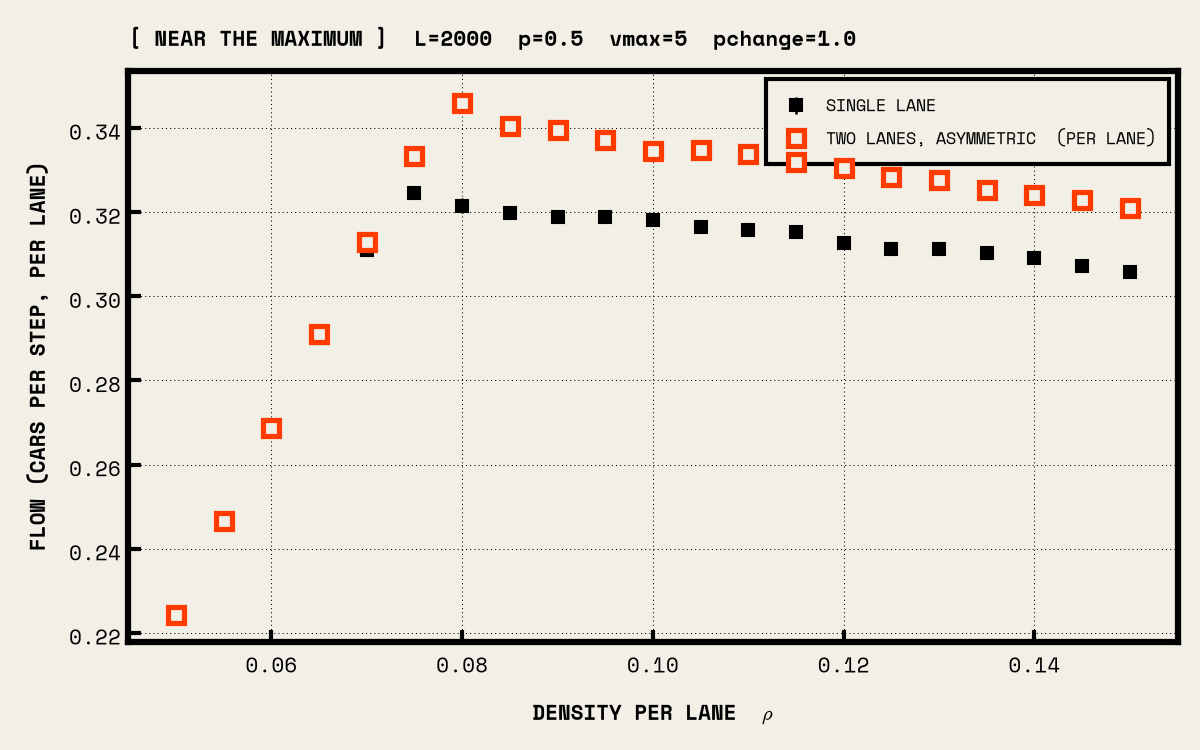 [ NEAR THE MAXIMUM ]  L=2000  p=0.5  vmax=5  pchange=1.0
SINGLE LANE
TWO LANES, ASYMMETRIC  (PER LANE)
FLOW (CARS PER STEP, PER LANE)
0.34
0.32
0.30
0.28
0.26
0.24
0.22
0.06 0.08 0.10 0.12 0.14
DENSITY PER LANE  ρ